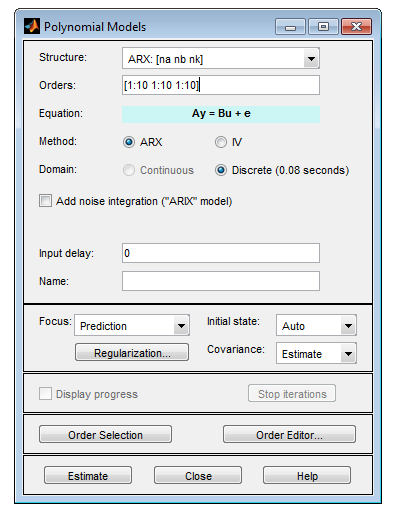 Polynomial Models
Structure: ARX: [na nb nk]
Orders: [1:10 1:10 1:10]
Equation: Ay = Bu + e
Method: ARX IV
Domain: Continuous Discrete (0.08 seconds)
Add noise integration ("ARIX" model)
Input delay: 0
Name:
Focus: Prediction Initial state: Auto
Regularization... Covariance: Estimate
Display progress Stop iterations
Order Selection Order Editor...
Estimate Close Help